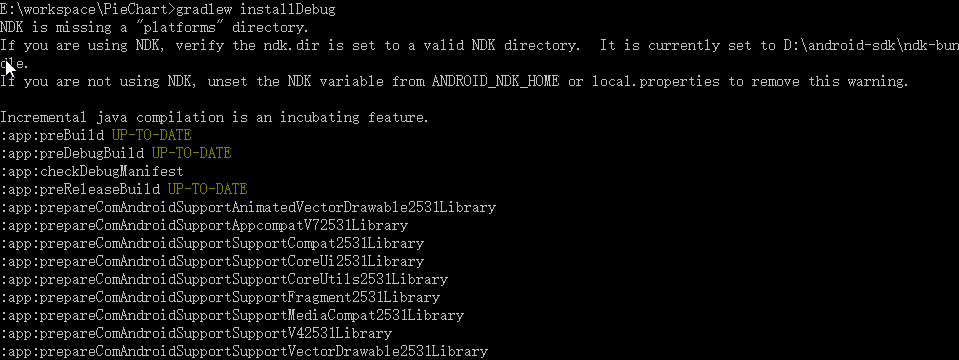 E:\workspace\PieChart>gradlew installDebug
NDK is missing a "platforms" directory.
If you are using NDK, verify the ndk.dir is set to a valid NDK directory.  It is currently set to D:\android-sdk\ndk-bun
dle.
If you are not using NDK, unset the NDK variable from ANDROID_NDK_HOME or local.properties to remove this warning.
Incremental java compilation is an incubating feature.
:app:preBuild UP-TO-DATE
:app:preDebugBuild UP-TO-DATE
:app:checkDebugManifest
:app:preReleaseBuild UP-TO-DATE
:app:prepareComAndroidSupportAnimatedVectorDrawable2531Library
:app:prepareComAndroidSupportAppcompatV72531Library
:app:prepareComAndroidSupportSupportCompat2531Library
:app:prepareComAndroidSupportSupportCoreUi2531Library
:app:prepareComAndroidSupportSupportCoreUtils2531Library
:app:prepareComAndroidSupportSupportFragment2531Library
:app:prepareComAndroidSupportSupportMediaCompat2531Library
:app:prepareComAndroidSupportSupportV42531Library
:app:prepareComAndroidSupportSupportVectorDrawable2531Library